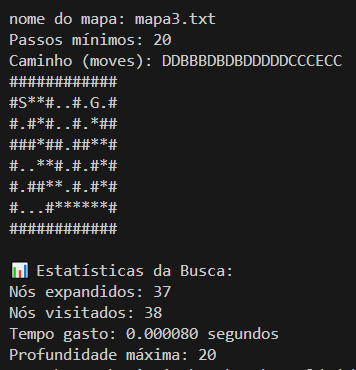 nome do mapa: mapa3.txt
Passos mínimos: 20
Caminho (moves): DDBBBDBDBDDDDDCCCECC
############
#S**#..#.G.#
#.#*#..#.*##
###*##.##**#
#..**#.#.#*#
#.##**.#.#*#
#...#******#
############
📊 Estatísticas da Busca:
Nós expandidos: 37
Nós visitados: 38
Tempo gasto: 0.000080 segundos
Profundidade máxima: 20